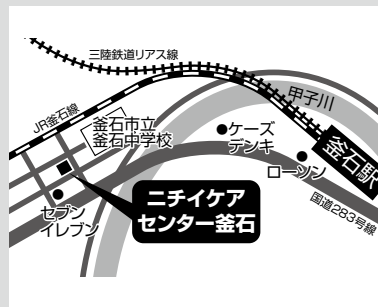 三陸鉄道リアス線
JR釜石線
甲子川
釜石市立
釜石中学校
ケーズ
デンキ
釜石駅
ローソン
ニチイケア
センター釜石
セブン
イレブン
国道283号線